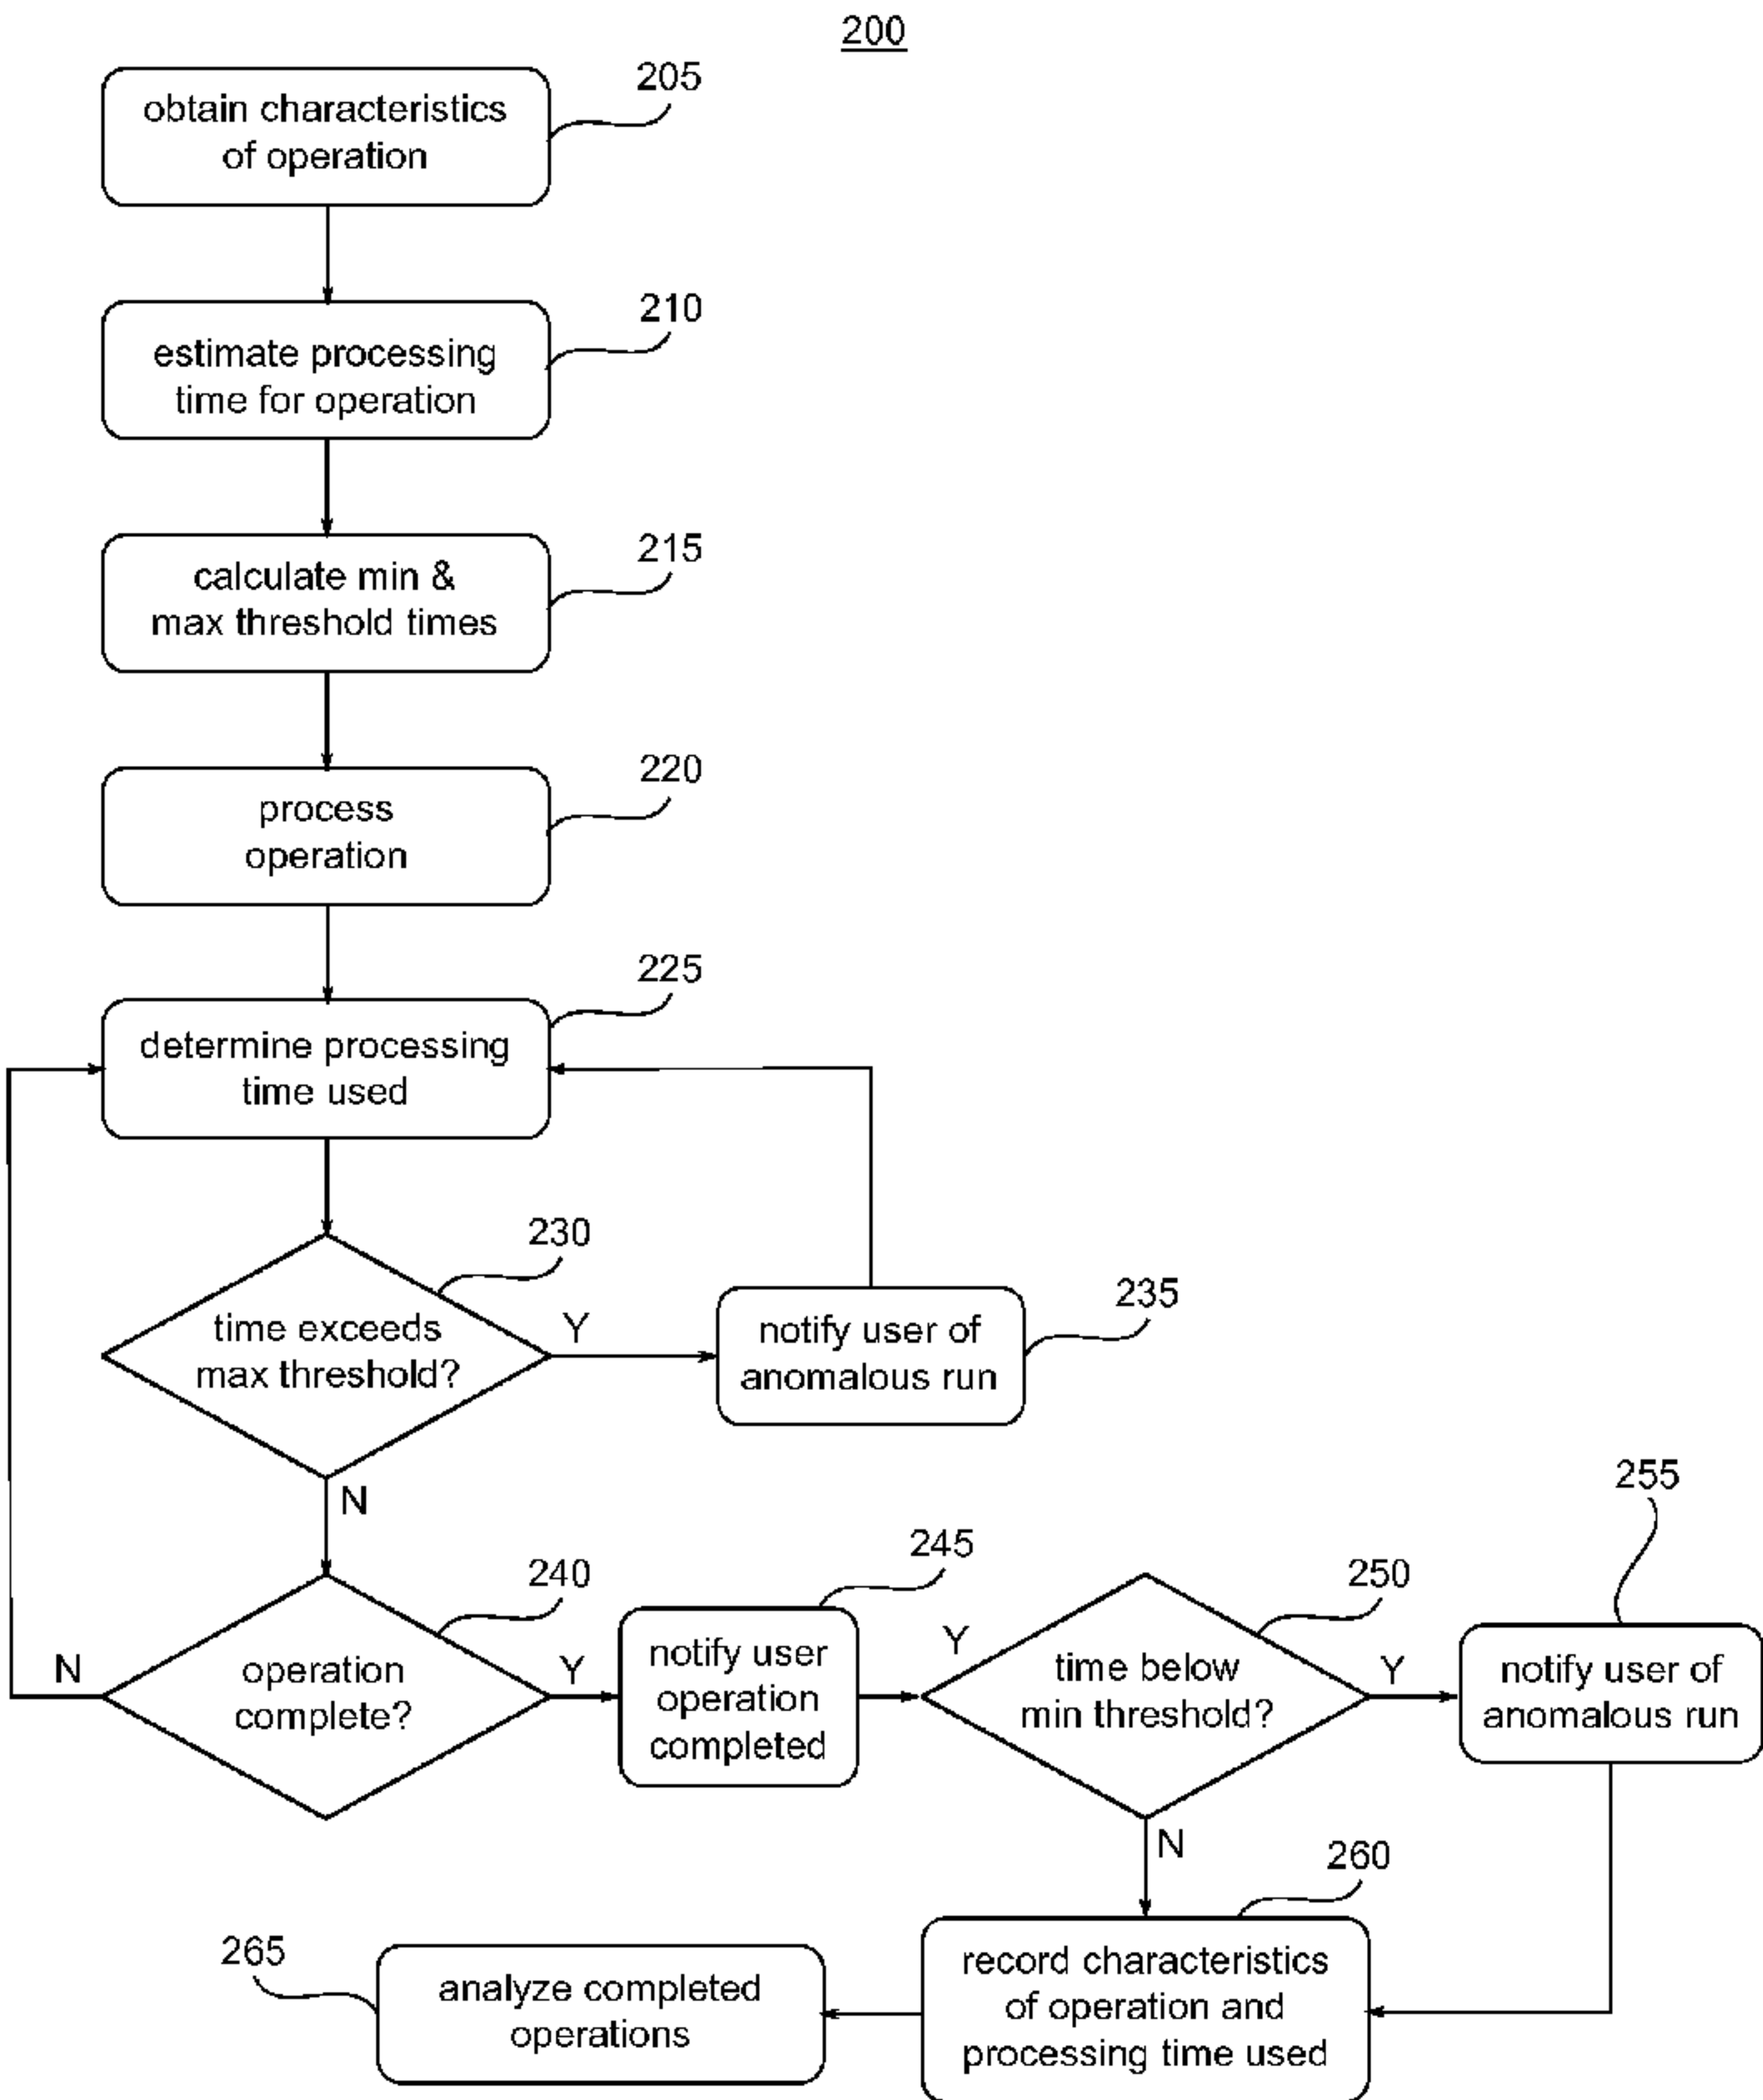 200
205
obtain characteristics
of operation
210
estimate processing
time for operation
215
calculate min &
max threshold times
220
process
operation
225
determine processing
time used
230
time exceeds
max threshold?
Y
N
235
notify user of
anomalous run
240
operation
complete?
N
Y
245
notify user
operation
completed
250
Y
time below
min threshold?
Y
N
255
notify user of
anomalous run
260
record characteristics
of operation and
processing time used
265
analyze completed
operations